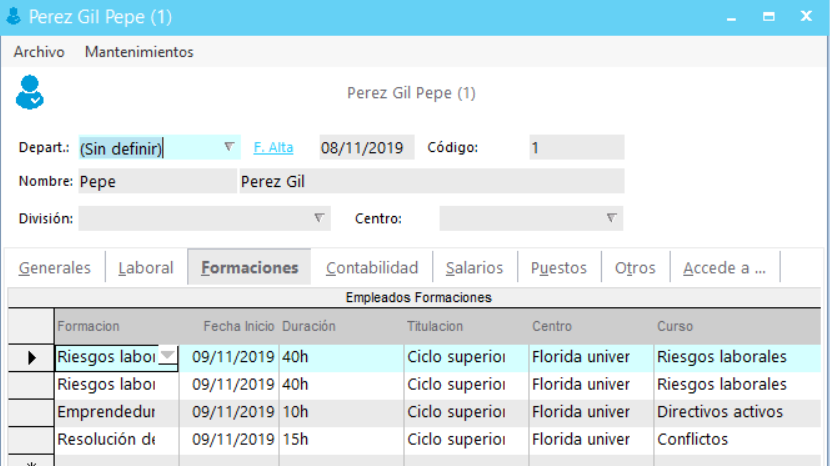 Perez Gil Pepe (1)
Archivo Mantenimientos
Perez Gil Pepe (1)
Depart.: (Sin definir) F. Alta 08/11/2019 Código: 1
Nombre: Pepe Perez Gil
División: Centro:
Generales Laboral Formaciones Contabilidad Salarios Puestos Otros Accede a ...
Empleados Formaciones
Formacion Fecha Inicio Duración Titulacion Centro Curso
Riesgos labor 09/11/2019 40h Ciclo superior Florida univer Riesgos laborales
Riesgos labor 09/11/2019 40h Ciclo superior Florida univer Riesgos laborales
Emprendedur 09/11/2019 10h Ciclo superior Florida univer Directivos activos
Resolución de 09/11/2019 15h Ciclo superior Florida univer Conflictos